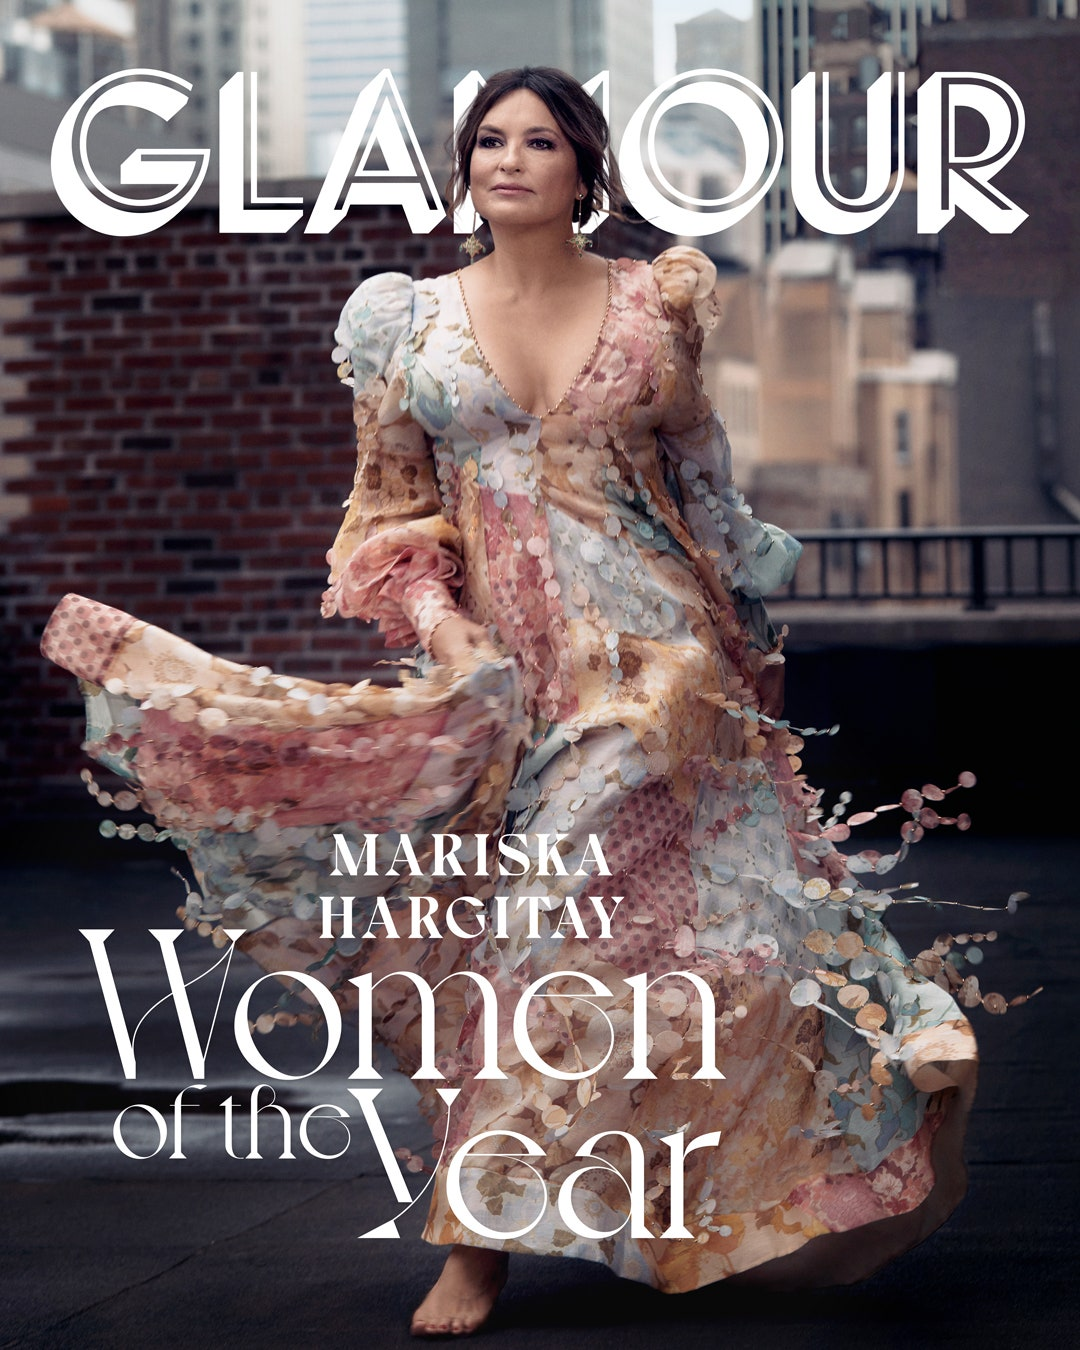 GLAMOUR
MARISKA
HARGITAY
Women
of the Year